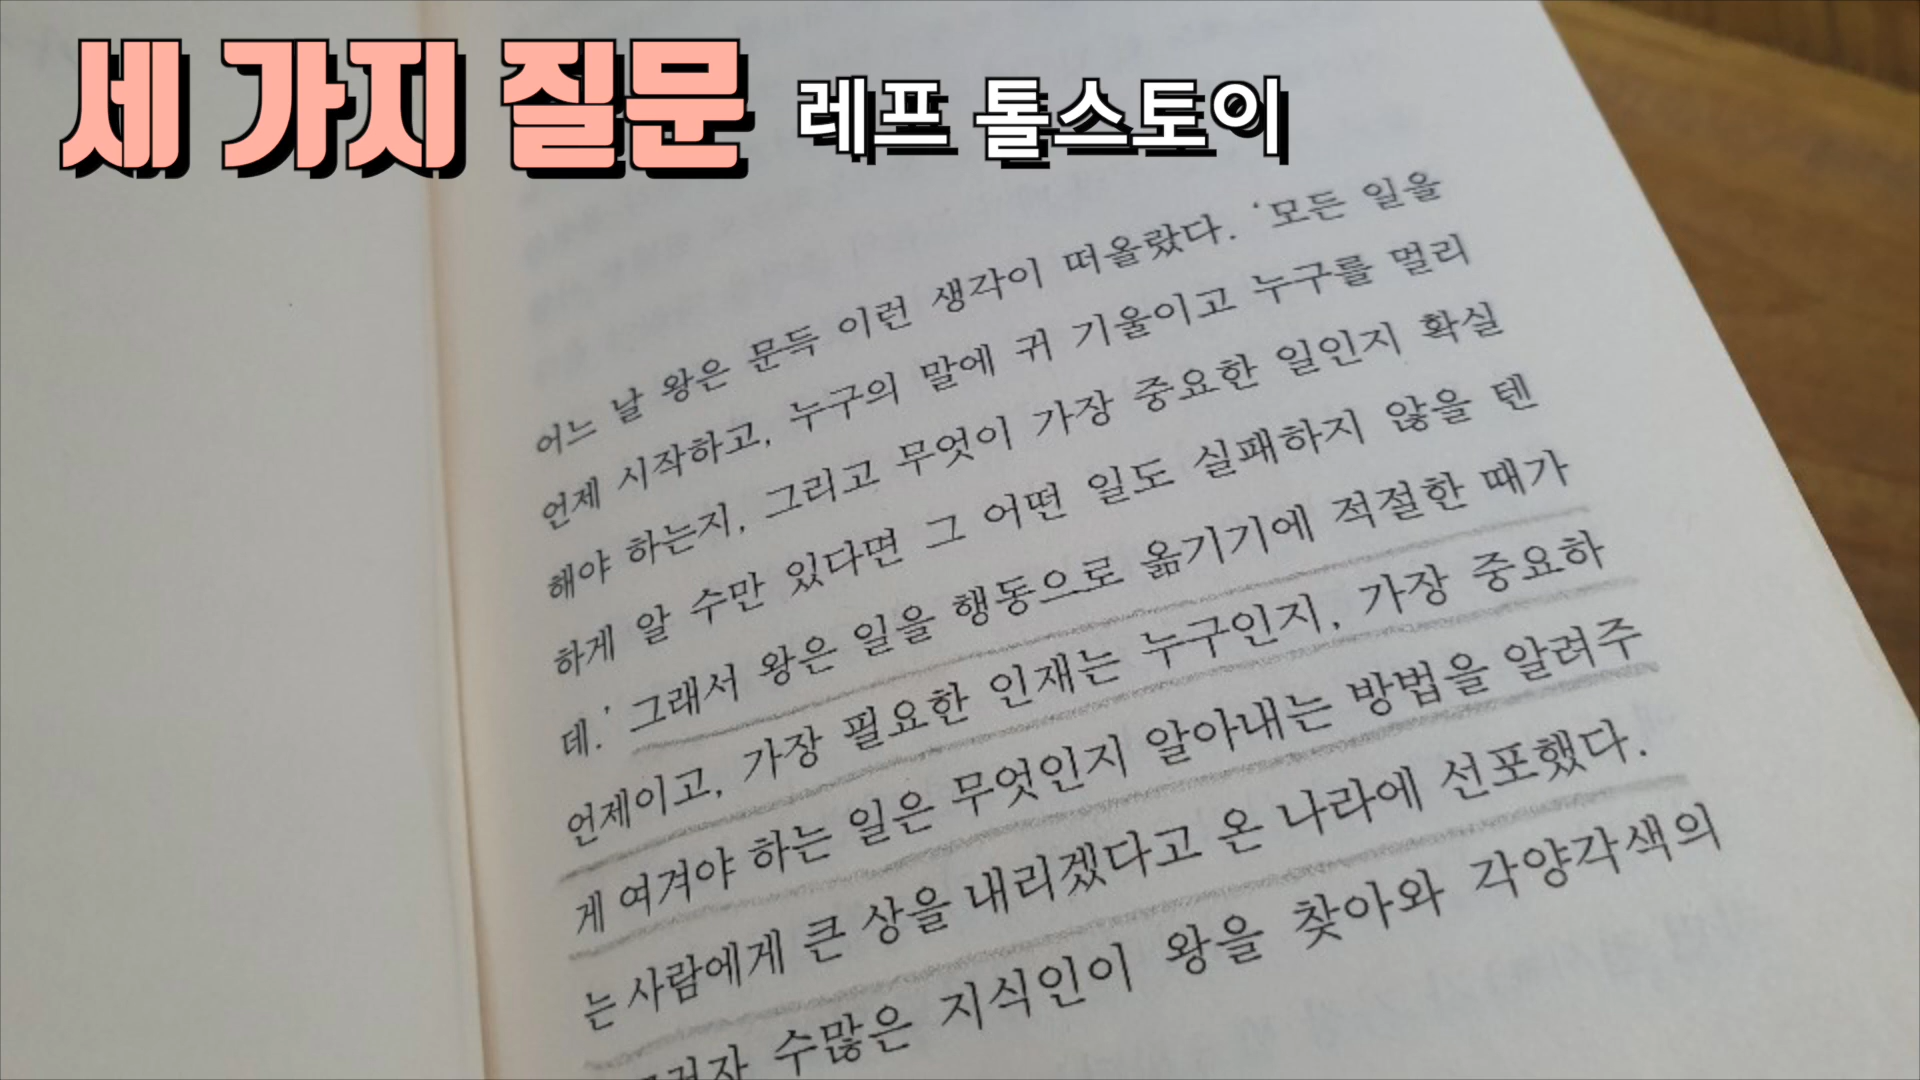 세 가지 질문 레프 톨스토이
어느 날 왕은 문득 이런 생각이 떠올랐다. ‘모든 일을
언제 시작하고, 누구의 말에 귀 기울이고 누구를 멀리
해야 하는지, 그리고 무엇이 가장 중요한 일인지 확실
하게 알 수만 있다면 그 어떤 일도 실패하지 않을 텐
데.’ 그래서 왕은 일을 행동으로 옮기기에 적절한 때가
언제이고, 가장 필요한 인재는 누구인지, 가장 중요하
게 여겨야 하는 일은 무엇인지 알아내는 방법을 알려주
는 사람에게 큰 상을 내리겠다고 온 나라에 선포했다.
수많은 지식인이 왕을 찾아와 각양각색의